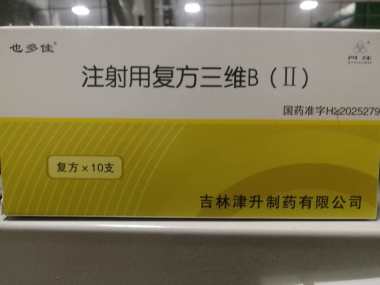 也多佳®
注射用复方三维B（Ⅱ）
国药准字H22025279
复方×10支
吉林津升制药有限公司